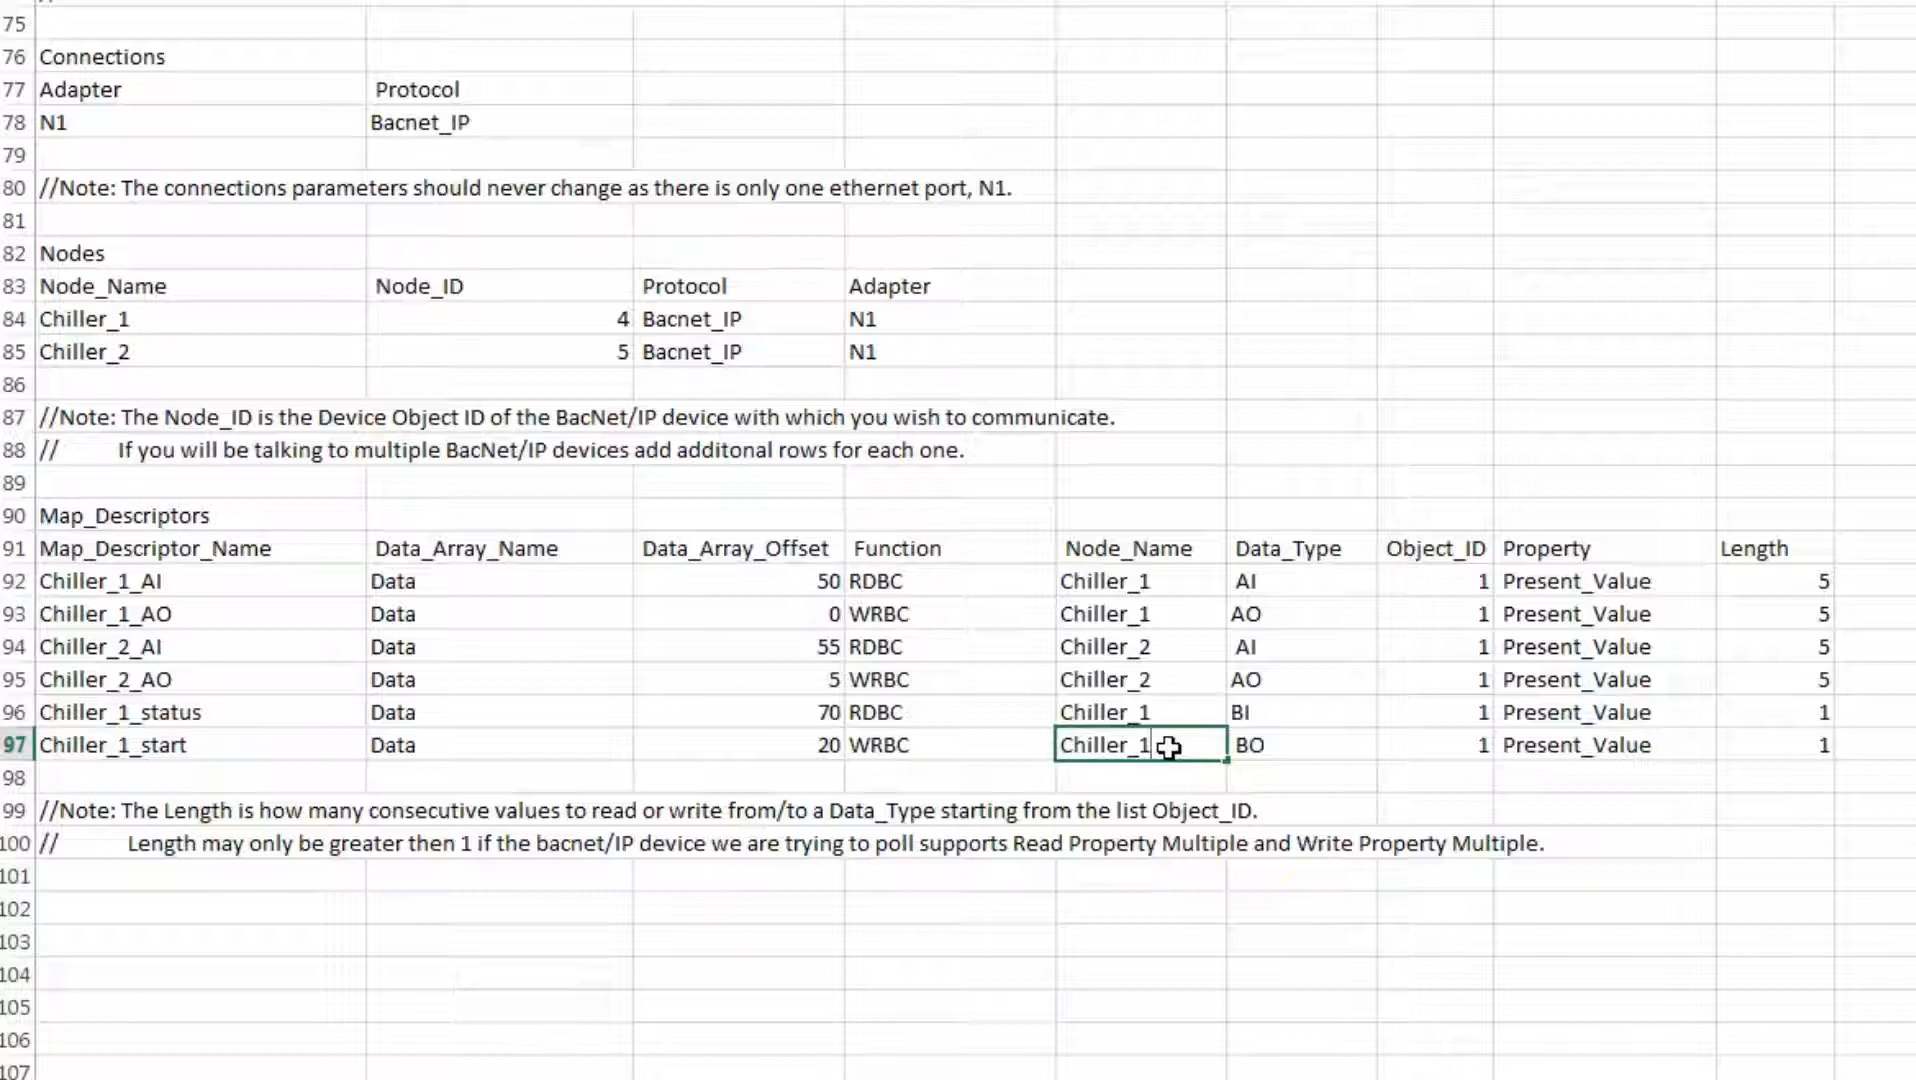 75
76 Connections
77 Adapter Protocol
78 N1 Bacnet_IP
79
80 //Note: The connections parameters should never change as there is only one ethernet port, N1.
81
82 Nodes
83 Node_Name Node_ID Protocol Adapter
84 Chiller_1 4 Bacnet_IP N1
85 Chiller_2 5 Bacnet_IP N1
86
87 //Note: The Node_ID is the Device Object ID of the BacNet/IP device with which you wish to communicate.
88 // If you will be talking to multiple BacNet/IP devices add additonal rows for each one.
89
90 Map_Descriptors
91 Map_Descriptor_Name Data_Array_Name Data_Array_Offset Function Node_Name Data_Type Object_ID Property Length
92 Chiller_1_AI Data 50 RDBC Chiller_1 AI 1 Present_Value 5
93 Chiller_1_AO Data 0 WRBC Chiller_1 AO 1 Present_Value 5
94 Chiller_2_AI Data 55 RDBC Chiller_2 AI 1 Present_Value 5
95 Chiller_2_AO Data 5 WRBC Chiller_2 AO 1 Present_Value 5
96 Chiller_1_status Data 70 RDBC Chiller_1 BI 1 Present_Value 1
97 Chiller_1_start Data 20 WRBC Chiller_1 BO 1 Present_Value 1
98
99 //Note: The Length is how many consecutive values to read or write from/to a Data_Type starting from the list Object_ID.
100 // Length may only be greater then 1 if the bacnet/IP device we are trying to poll supports Read Property Multiple and Write Property Multiple.
101
102
103
104
105
106
107